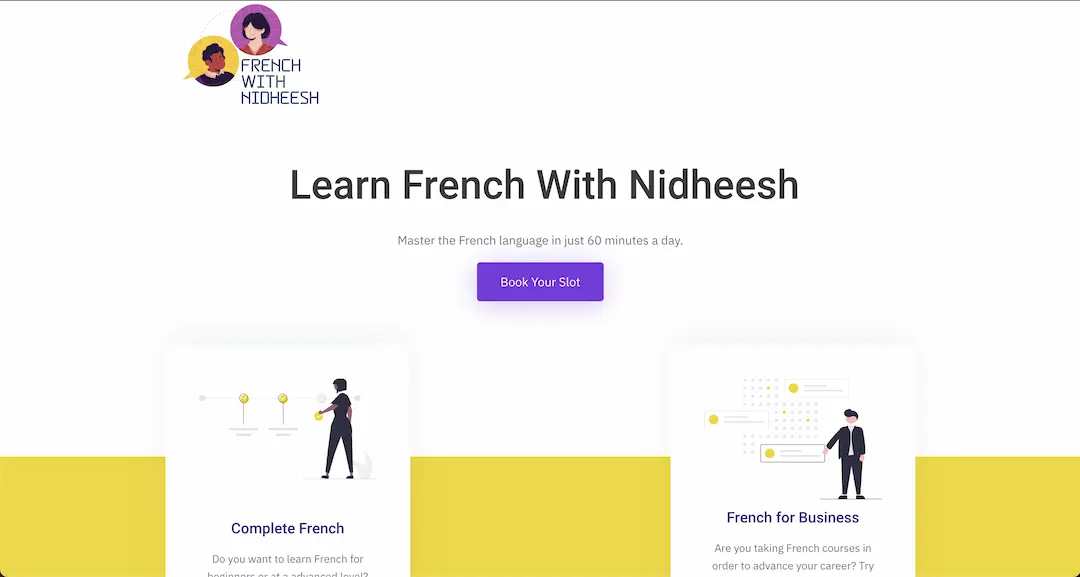 FRENCH
WITH
NIDHEESH
Learn French With Nidheesh
Master the French language in just 60 minutes a day.
Book Your Slot
Complete French
Do you want to learn French for
beginners or at a advanced level?
French for Business
Are you taking French courses in
order to advance your career? Try